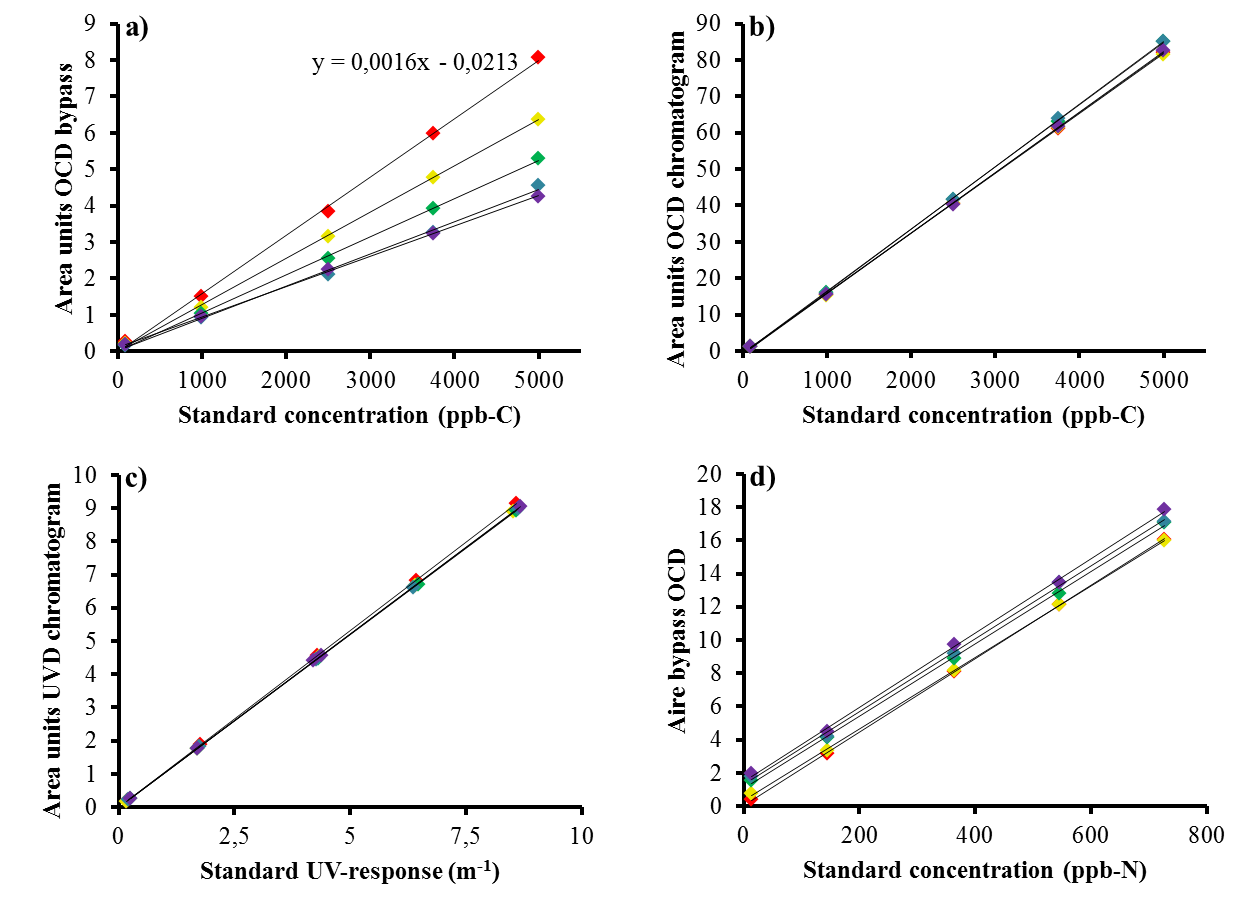 a)
y = 0,0016x - 0,0213
Area units OCD bypass
9
8
7
6
5
4
3
2
1
0
0 1000 2000 3000 4000 5000
Standard concentration (ppb-C)
b)
Area units OCD chromatogram
90
80
70
60
50
40
30
20
10
0
0 1000 2000 3000 4000 5000
Standard concentration (ppb-C)
c)
Area units UVD chromatogram
10
9
8
7
6
5
4
3
2
1
0
0 2,5 5 7,5 10
Standard UV-response (m⁻¹)
d)
Aire bypass OCD
20
18
16
14
12
10
8
6
4
2
0
0 200 400 600 800
Standard concentration (ppb-N)